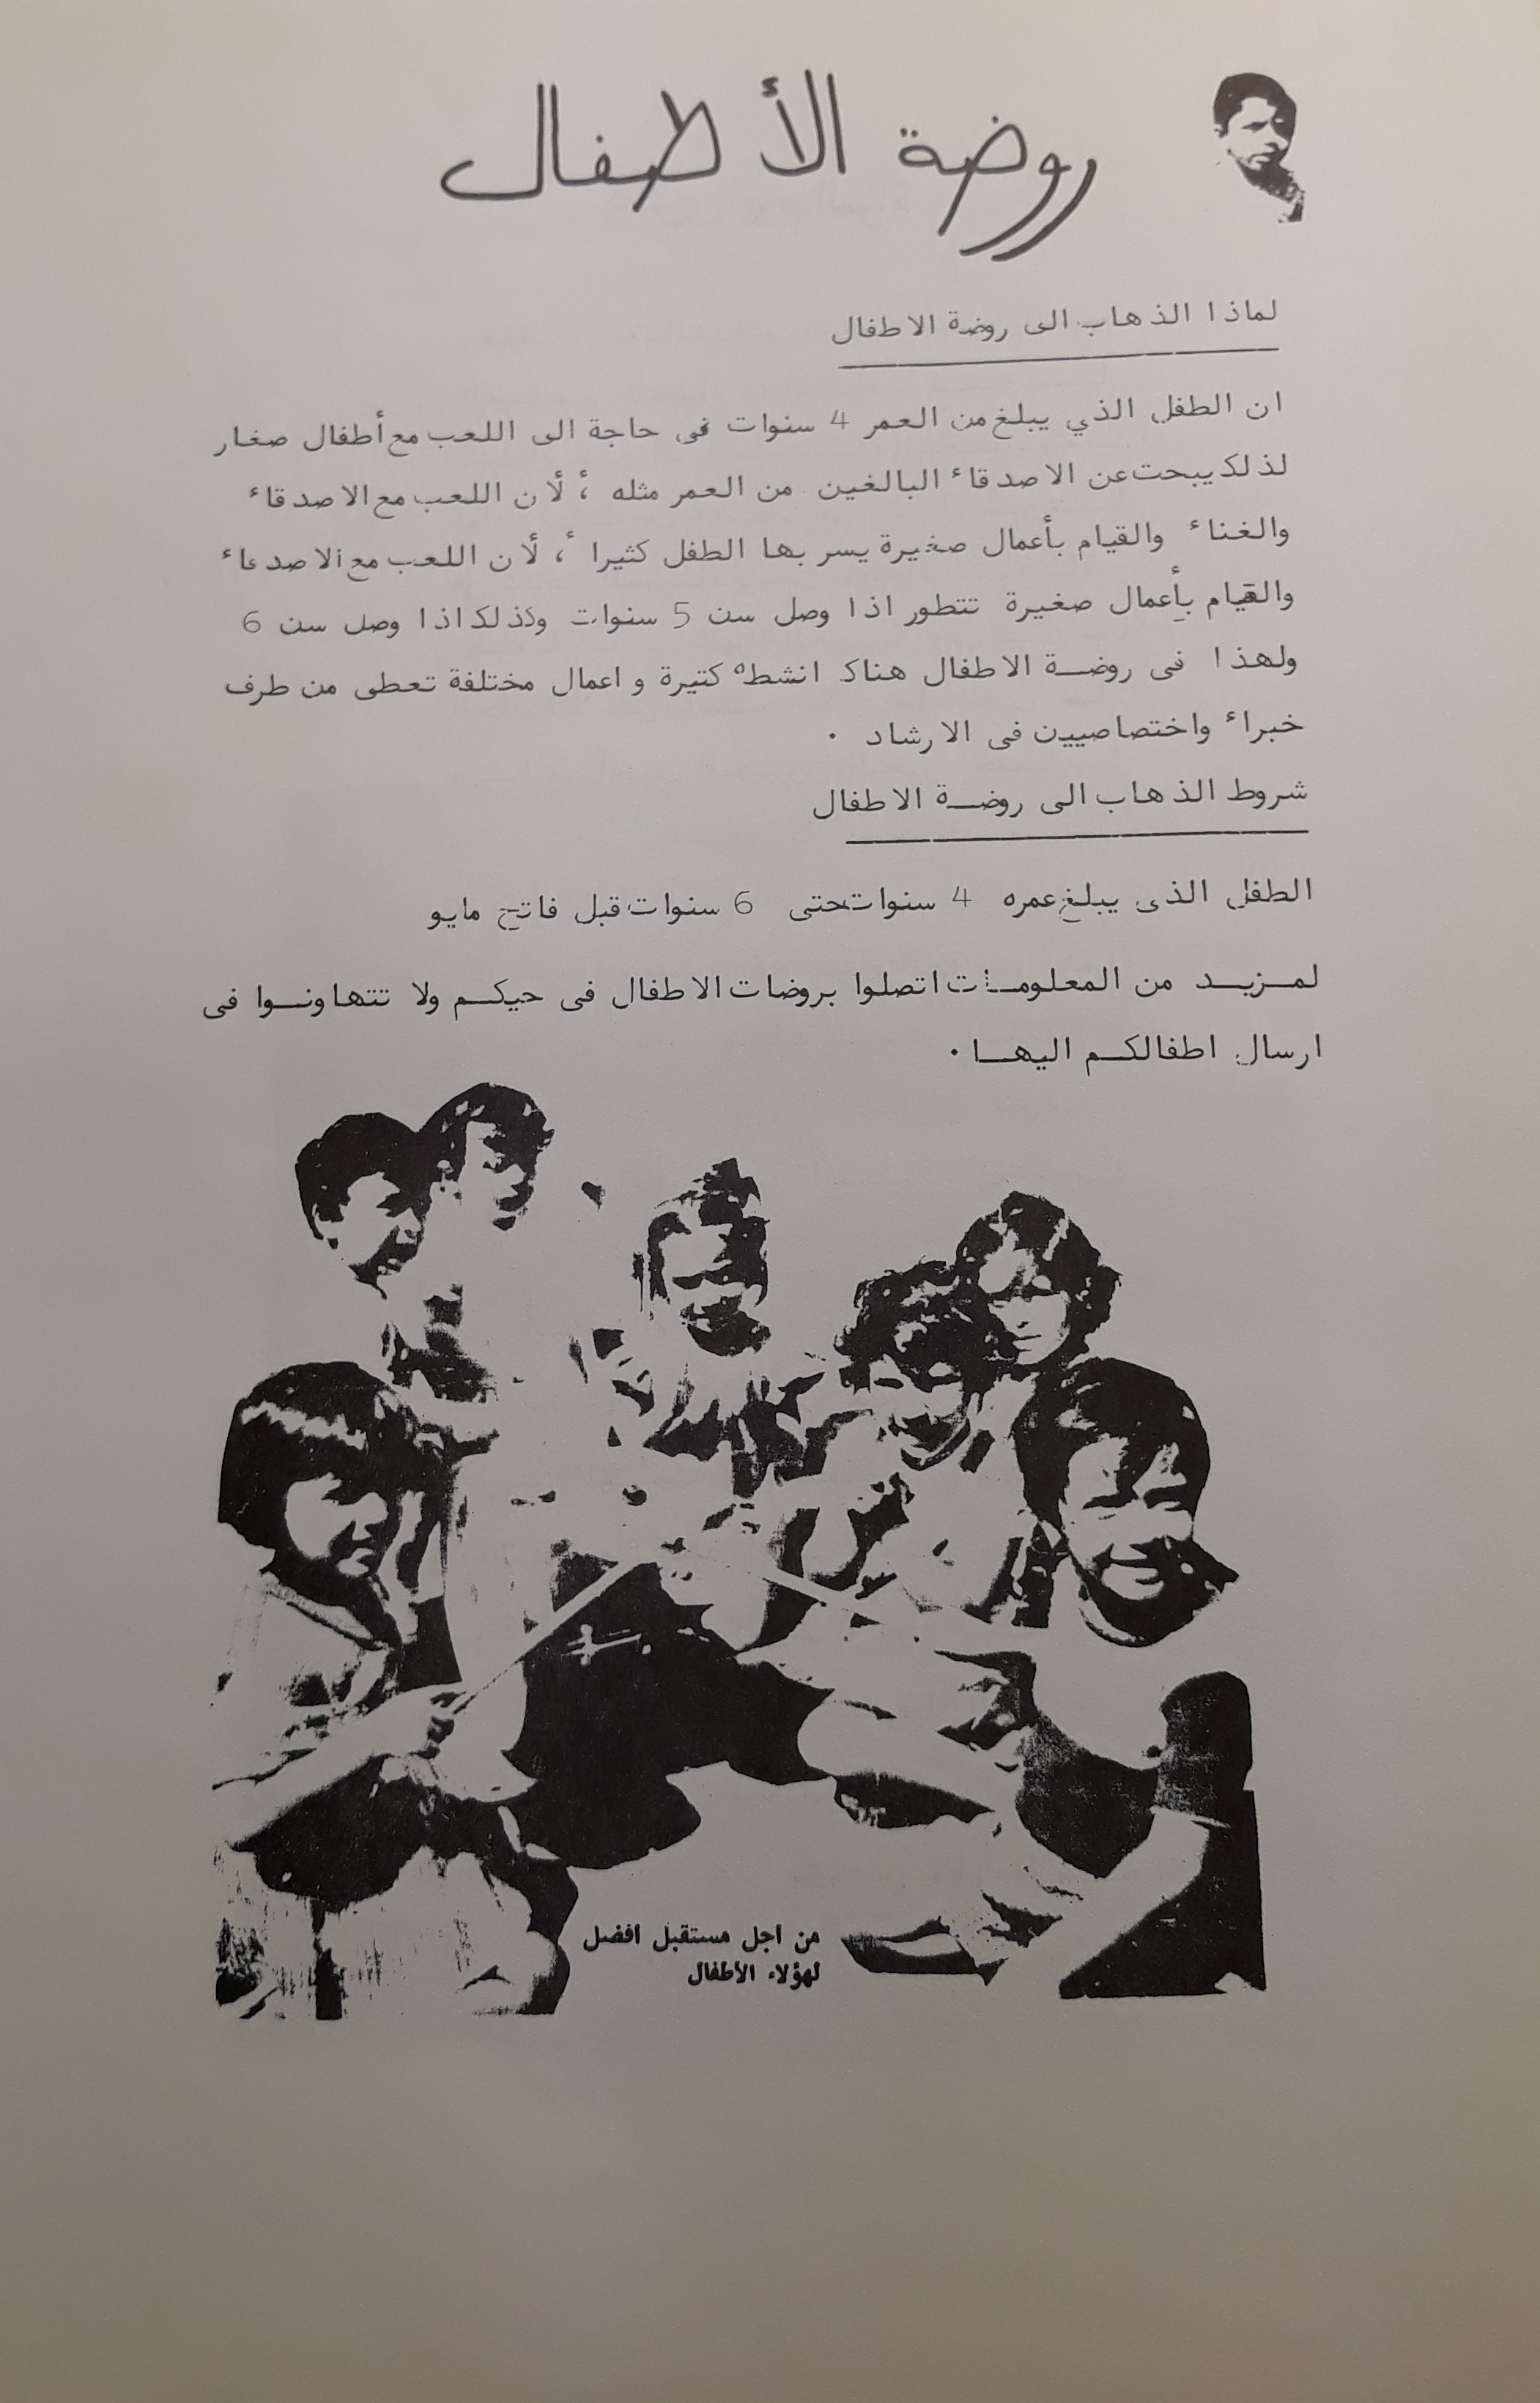 روضة الأطفال
لماذا الذهاب الى روضة الاطفال
ان الطفل الذي يبلغ من العمر 4 سنوات فى حاجة الى اللعب مع أطفال صغار
لذلك يبحت عن الاصدقاء البالغين من العمر مثله ، لأن اللعب مع الاصدقاء
والغناء والقيام بأعمال صغيرة يسر بها الطفل كثيرا ، لأن اللعب مع الاصدقاء
والقيام بأعمال صغيرة تتطور اذا وصل سن 5 سنوات وكذلك اذا وصل سن 6
ولهذا فى روضة الاطفال هناك انشطه كتيرة و اعمال مختلفة تعطى من طرف
خبراء واختصاصيين فى الارشاد .
شروط الذهاب الى روضة الاطفال
الطفل الذى يبلغ عمره 4 سنوات حتى 6 سنوات قبل فاتح مايو
لمزيد من المعلومات اتصلوا بروضات الاطفال فى حيكم ولا تتهاونوا فى
ارسال اطفالكم اليها .
من اجل مستقبل افضل
لهؤلاء الأطفال